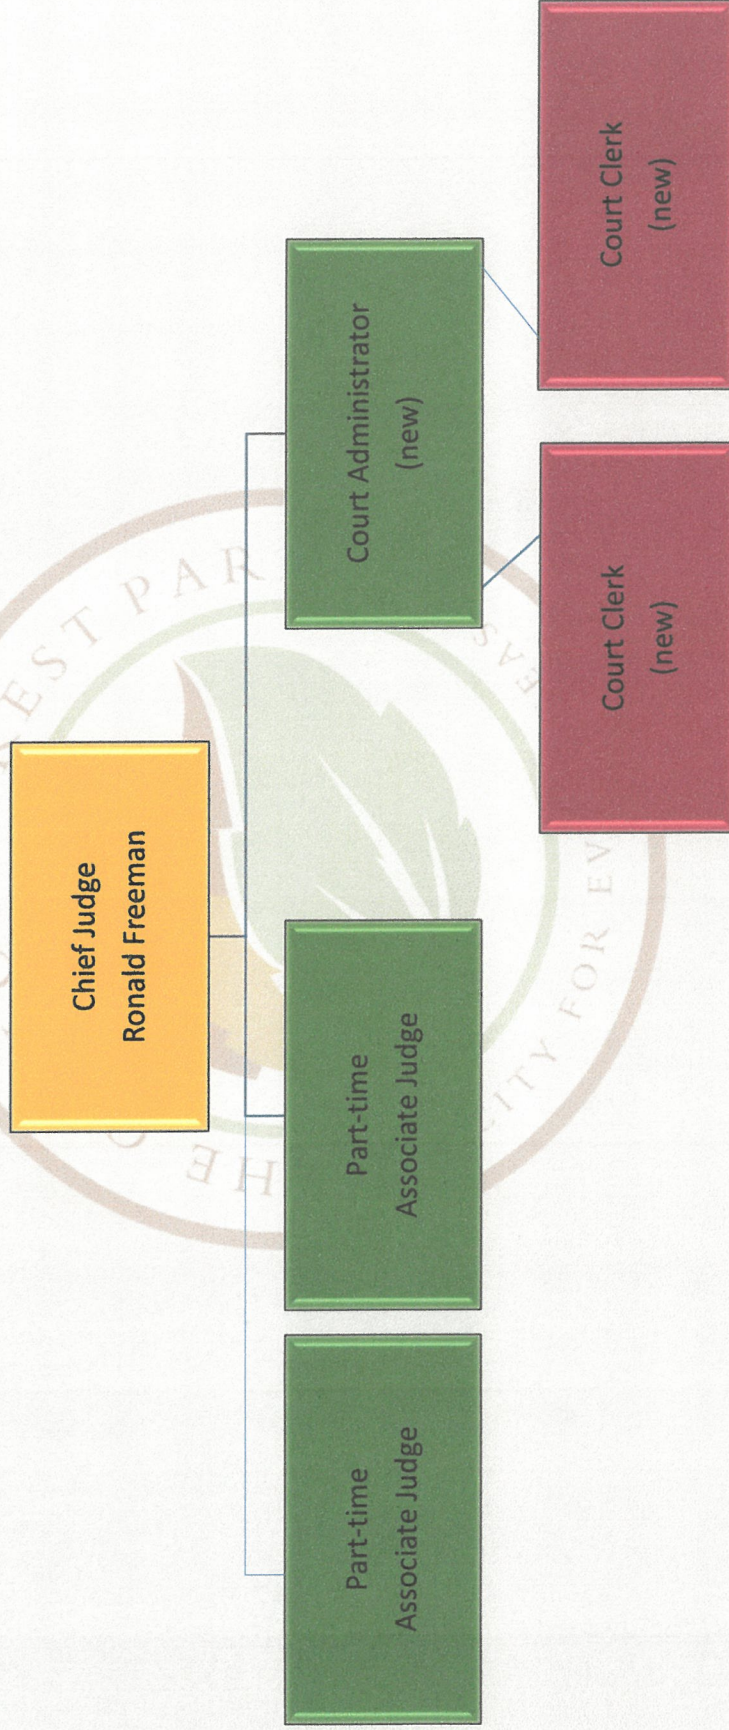 Chief Judge
Ronald Freeman
Part-time
Associate Judge
Part-time
Associate Judge
Court Administrator
(new)
Court Clerk
(new)
Court Clerk
(new)
FOR